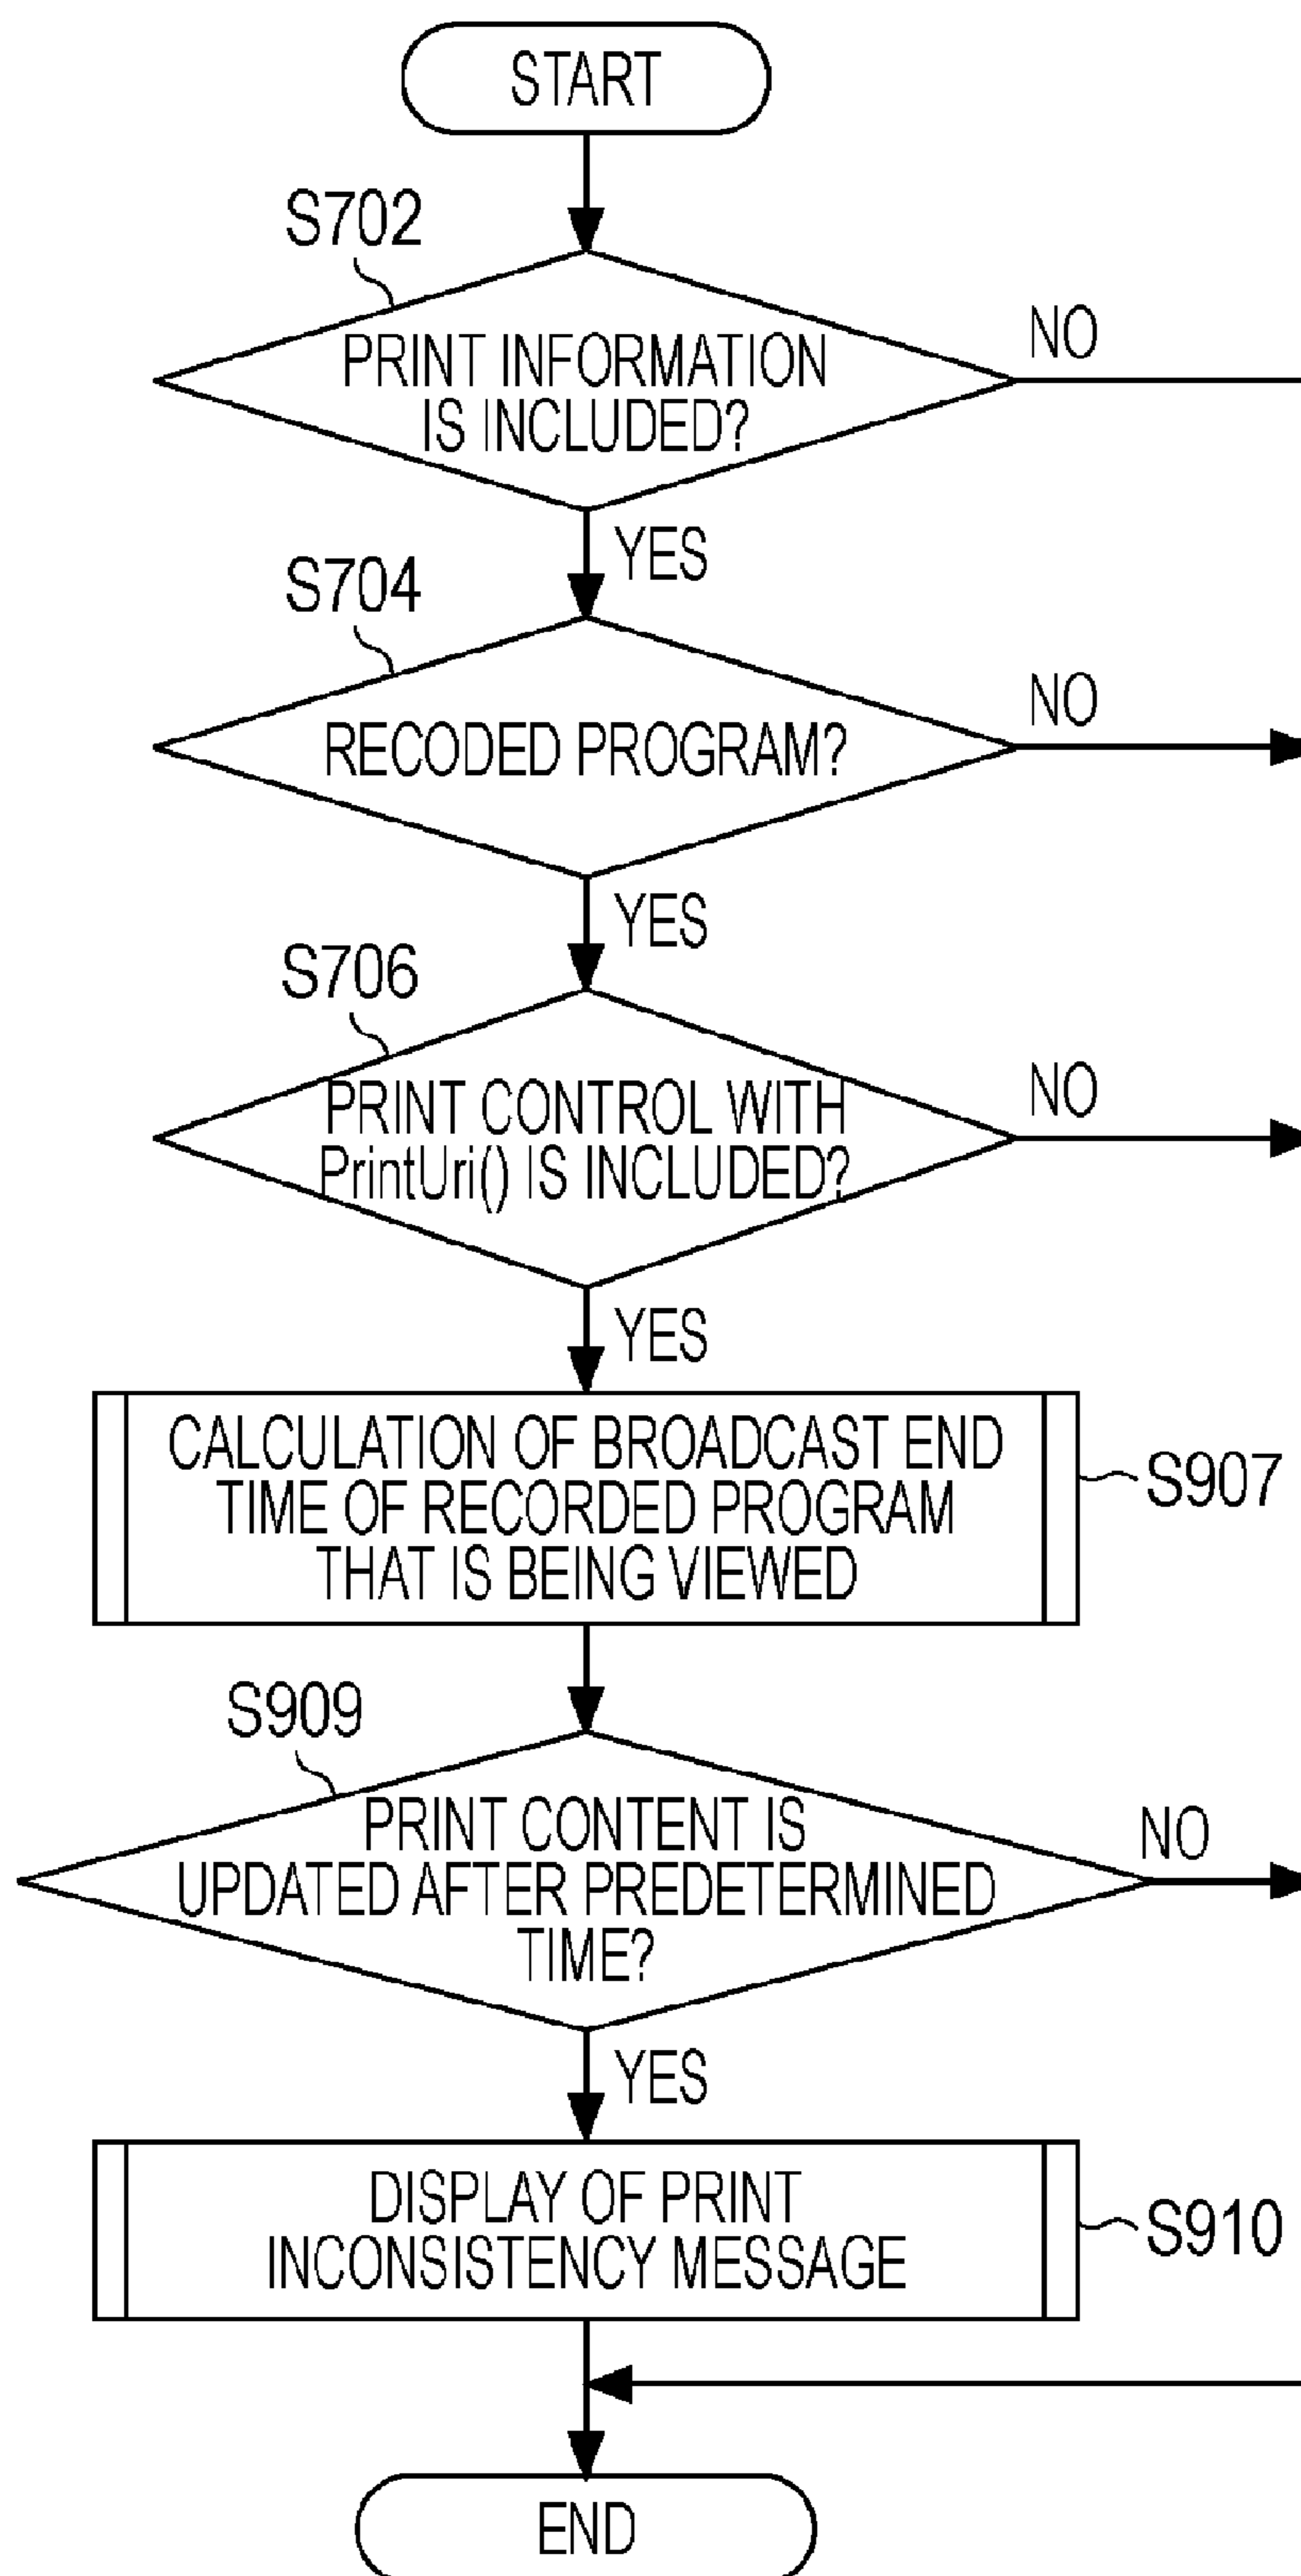 START
S702
PRINT INFORMATION
IS INCLUDED?
NO
YES
S704
RECODED PROGRAM?
NO
YES
S706
PRINT CONTROL WITH
PrintUri() IS INCLUDED?
NO
YES
CALCULATION OF BROADCAST END
TIME OF RECORDED PROGRAM
THAT IS BEING VIEWED
S907
S909
PRINT CONTENT IS
UPDATED AFTER PREDETERMINED
TIME?
NO
YES
DISPLAY OF PRINT
INCONSISTENCY MESSAGE
S910
END